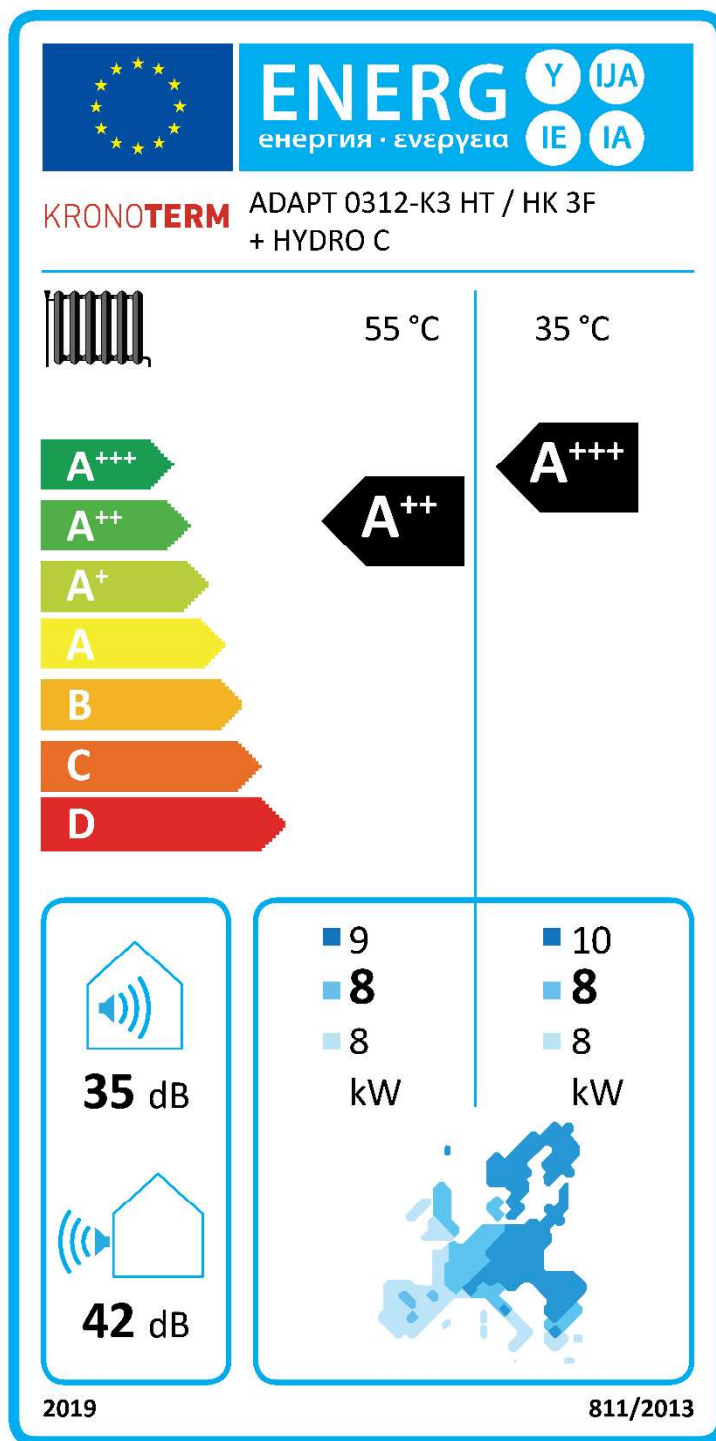 ENERG Y IJA
енергия · ενεργεια IE IA
KRONOTERM ADAPT 0312-K3 HT / HK 3F
+ HYDRO C
55 °C 35 °C
A+++
A++
A+
A
B
C
D
A++
A+++
35 dB
42 dB
9 10
8 8
8 8
kW kW
2019 811/2013